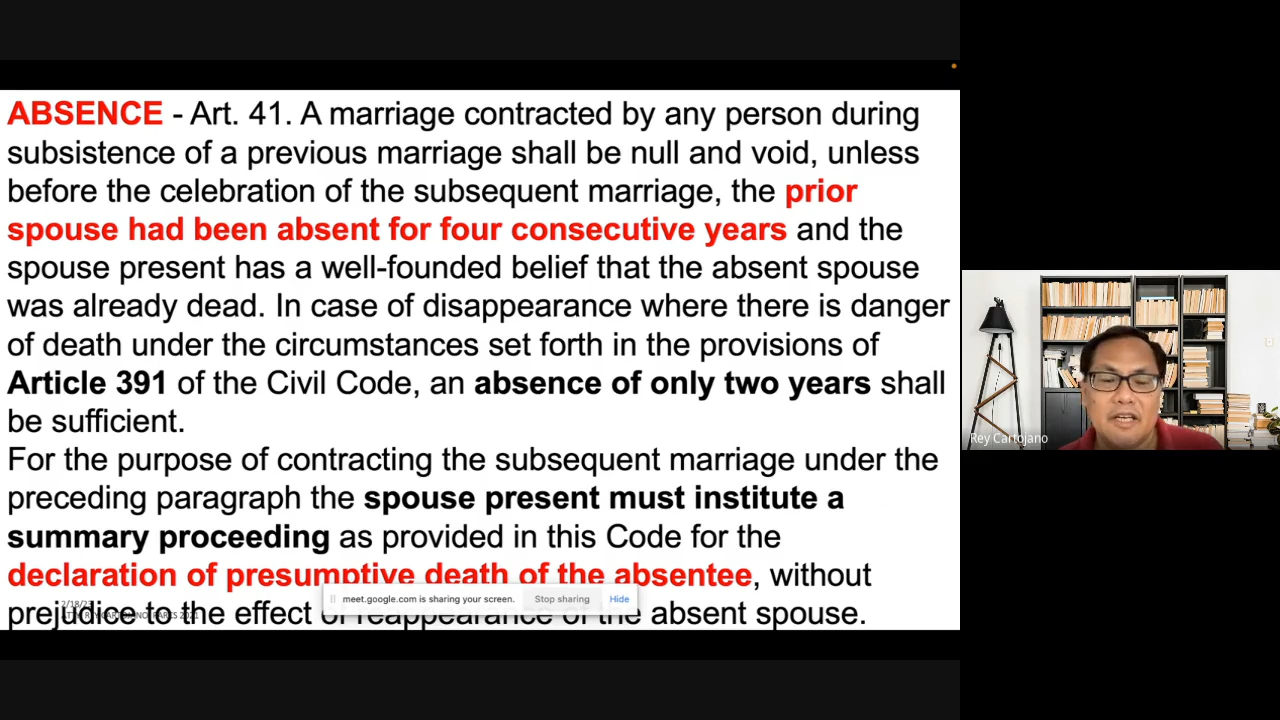 ABSENCE - Art. 41. A marriage contracted by any person during
subsistence of a previous marriage shall be null and void, unless
before the celebration of the subsequent marriage, the prior
spouse had been absent for four consecutive years and the
spouse present has a well-founded belief that the absent spouse
was already dead. In case of disappearance where there is danger
of death under the circumstances set forth in the provisions of
Article 391 of the Civil Code, an absence of only two years shall
be sufficient.
For the purpose of contracting the subsequent marriage under the
preceding paragraph the spouse present must institute a
summary proceeding as provided in this Code for the
declaration of presumptive death of the absentee, without
prejudice to the effect of reappearance of the absent spouse.
meet.google.com is sharing your screen. Stop sharing Hide
Rey Cartojano